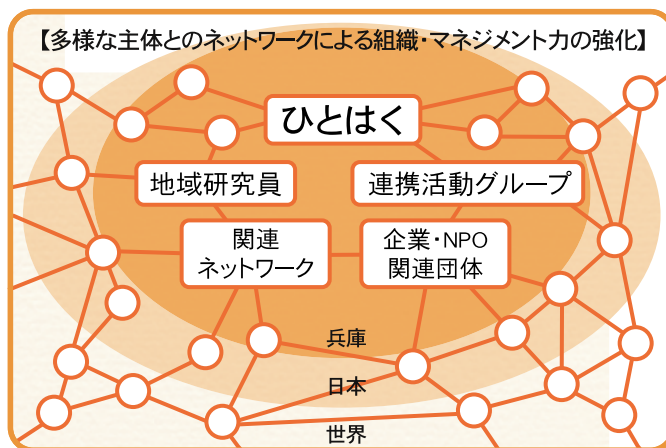 【多様な主体とのネットワークによる組織・マネジメント力の強化】
ひとはく
地域研究員
連携活動グループ
関連
ネットワーク
企業・NPO
関連団体
兵庫
日本
世界